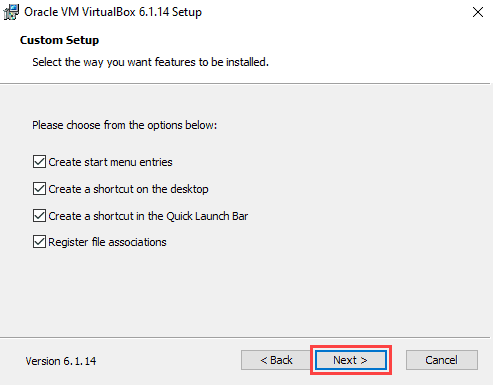 Oracle VM VirtualBox 6.1.14 Setup
Custom Setup
Select the way you want features to be installed.
Please choose from the options below:
Create start menu entries
Create a shortcut on the desktop
Create a shortcut in the Quick Launch Bar
Register file associations
Version 6.1.14
< Back
Next >
Cancel